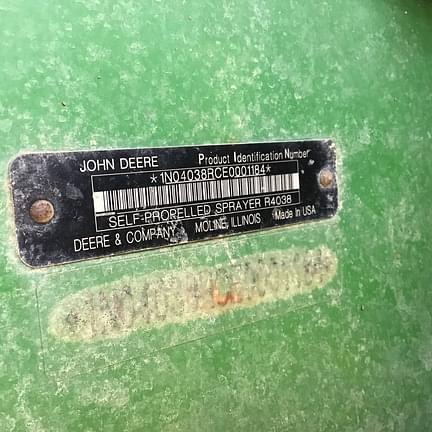 JOHN DEERE Product Identification Number
*1N04038RCE0001184*
SELF-PROPELLED SPRAYER R4038
DEERE & COMPANY MOLINE, ILLINOIS Made In USA